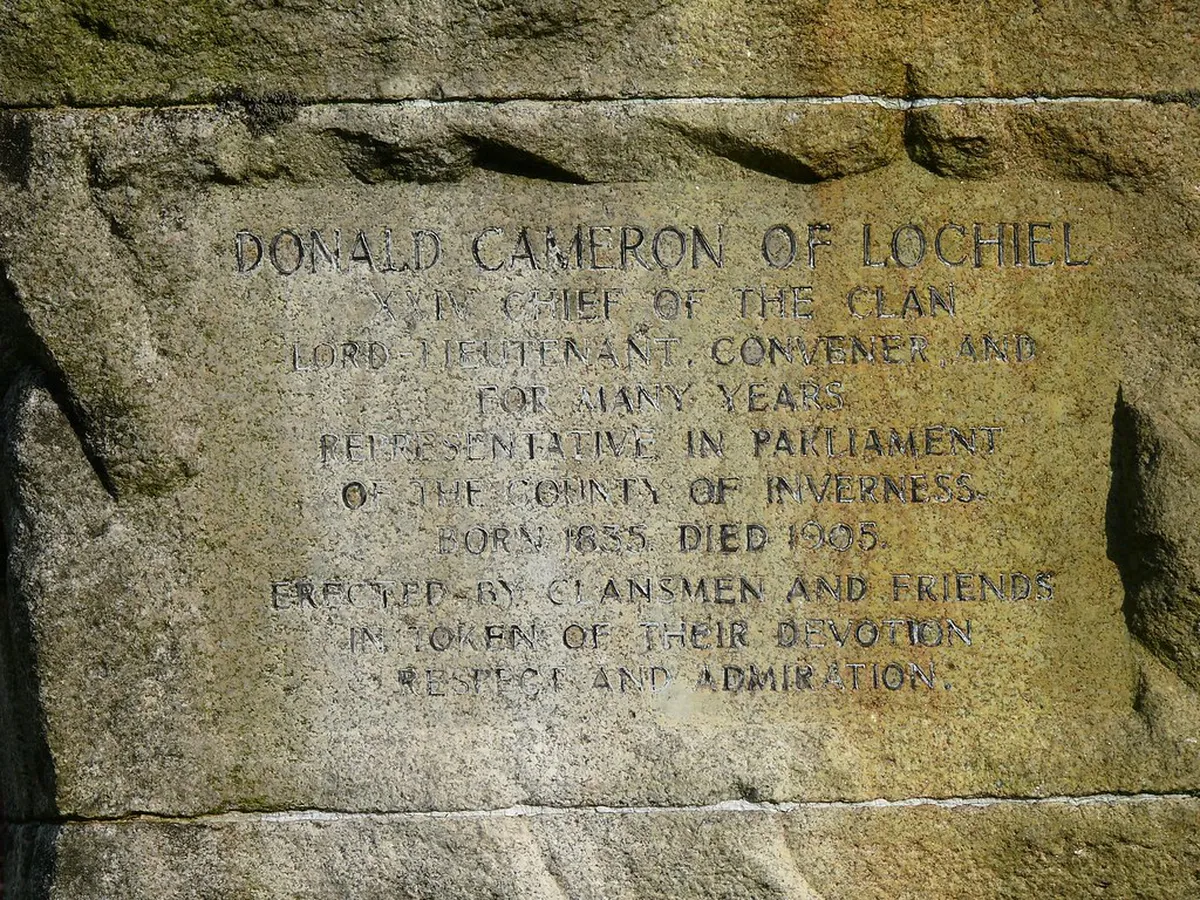 DONALD CAMERON OF LOCHIEL
XXIV CHIEF OF THE CLAN
LORD-LIEUTENANT, CONVENER, AND
FOR MANY YEARS
REPRESENTATIVE IN PARLIAMENT
OF THE COUNTY OF INVERNESS.
BORN 1835. DIED 1905.
ERECTED BY CLANSMEN AND FRIENDS
IN TOKEN OF THEIR DEVOTION
RESPECT AND ADMIRATION.